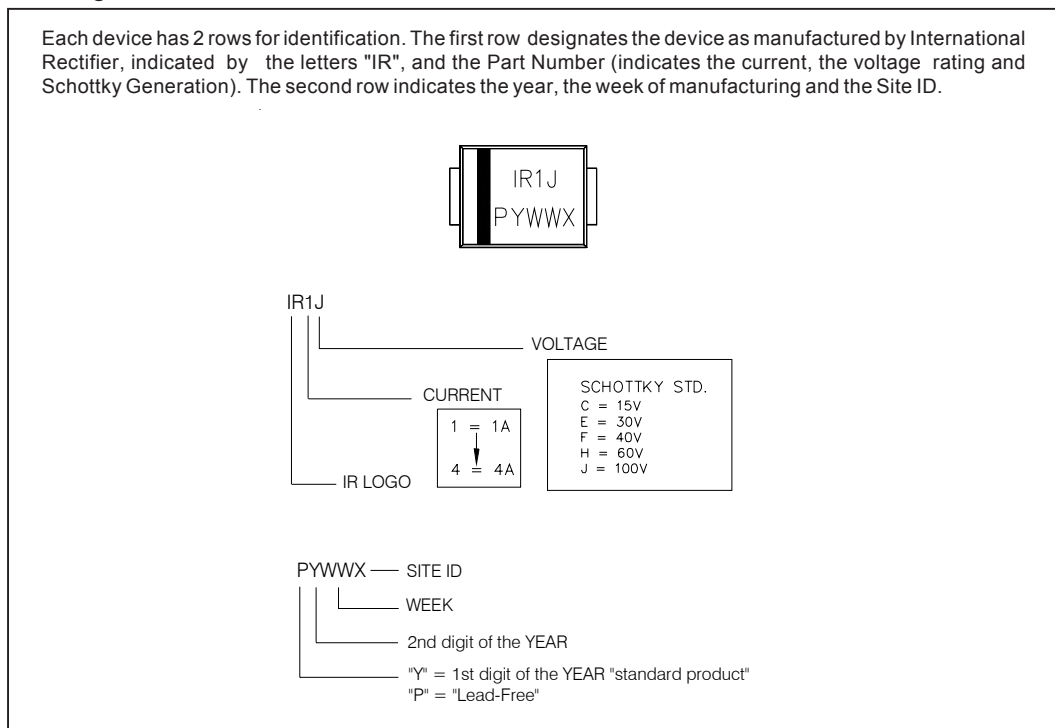 Each device has 2 rows for identification. The first row designates the device as manufactured by International
Rectifier, indicated by the letters "IR", and the Part Number (indicates the current, the voltage rating and
Schottky Generation). The second row indicates the year, the week of manufacturing and the Site ID.
IR1J
PYWWX
IR1J
VOLTAGE
SCHOTTKY STD.
C = 15V
E = 30V
F = 40V
H = 60V
J = 100V
CURRENT
1 = 1A
4 = 4A
IR LOGO
PYWWX
SITE ID
WEEK
2nd digit of the YEAR
"Y" = 1st digit of the YEAR "standard product"
"P" = "Lead-Free"